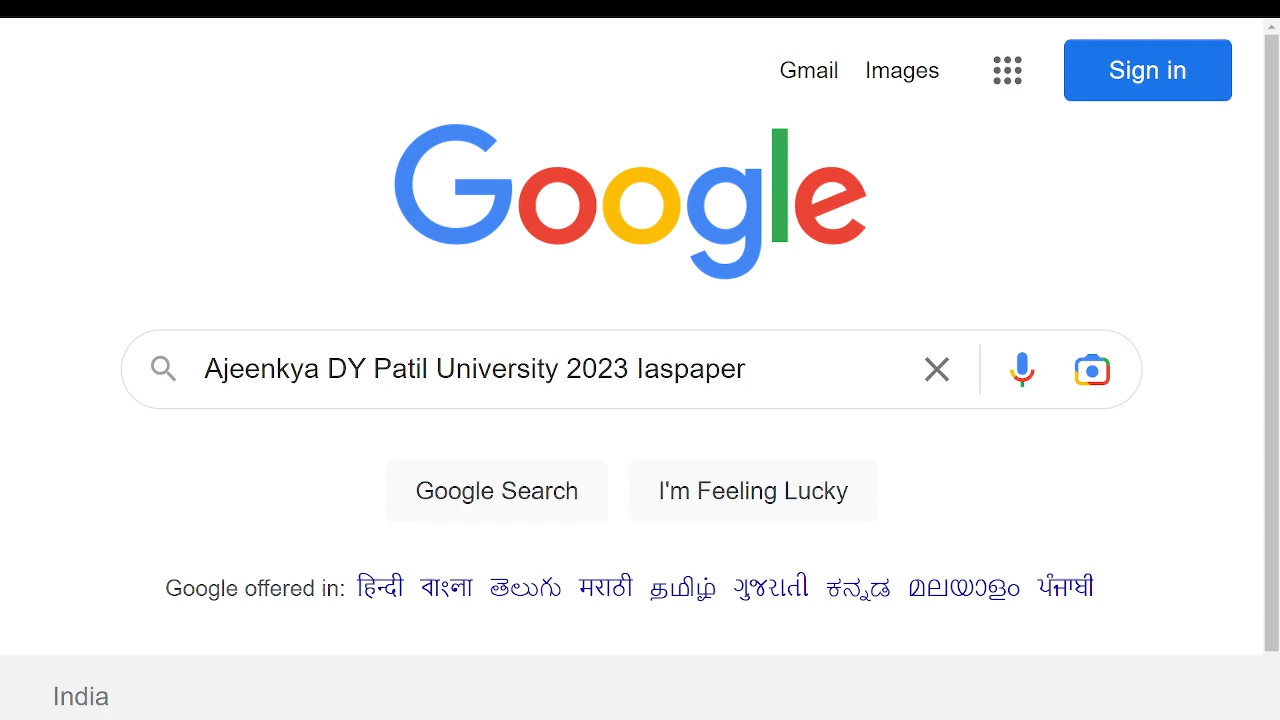 Gmail Images Sign in
Google
Ajeenkya DY Patil University 2023 Iaspaper
Google Search I'm Feeling Lucky
Google offered in: हिन्दी বাংলা తెలుగు मराठी தமிழ் ગુજરાતી ಕನ್ನಡ മലയാളം ਪੰਜਾਬੀ
India